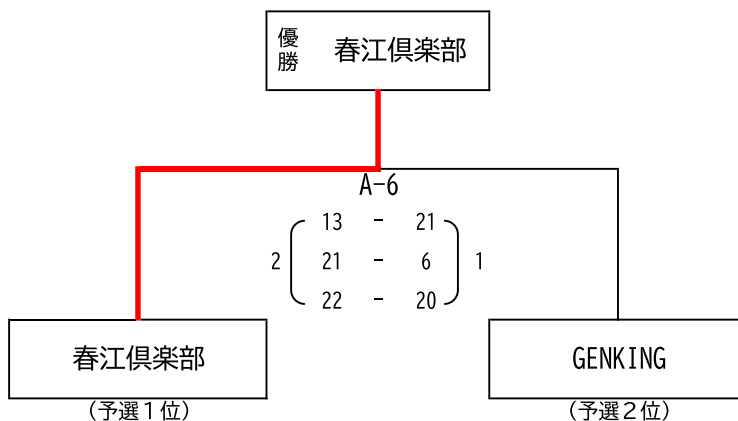 優勝 春江倶楽部
A-6
13 - 21
2 21 - 6 1
22 - 20
春江倶楽部 GENKING
(予選1位) (予選2位)